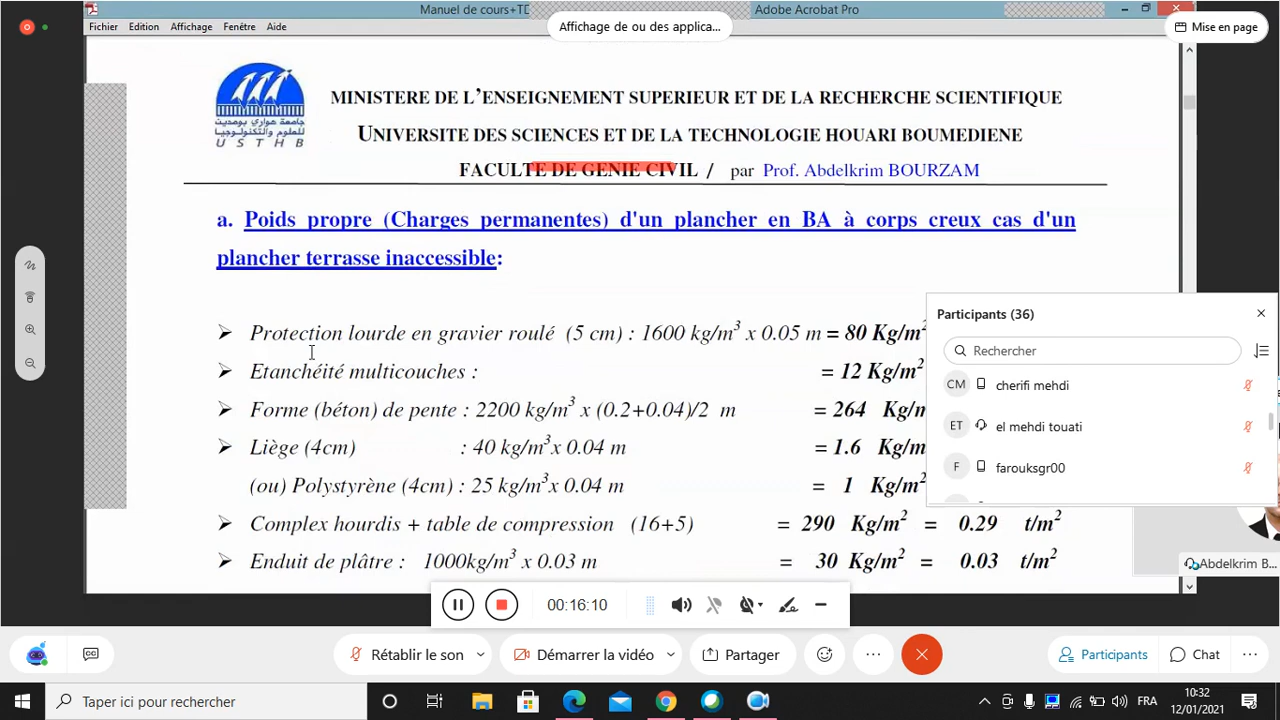 Manuel de cours+TD
Adobe Acrobat Pro
Affichage de ou des applica...
Mise en page
Fichier Edition Affichage Fenêtre Aide
جامعة هواري بومدين
للعلوم والتكنولوجيا
USTHB
MINISTERE DE L'ENSEIGNEMENT SUPERIEUR ET DE LA RECHERCHE SCIENTIFIQUE
UNIVERSITE DES SCIENCES ET DE LA TECHNOLOGIE HOUARI BOUMEDIENE
FACULTE DE GENIE CIVIL / par Prof. Abdelkrim BOURZAM
a. Poids propre (Charges permanentes) d'un plancher en BA à corps creux cas d'un
plancher terrasse inaccessible:
➢ Protection lourde en gravier roulé (5 cm) : 1600 kg/m³ x 0.05 m = 80 Kg/m²
➢ Etanchéité multicouches : = 12 Kg/m²
➢ Forme (béton) de pente : 2200 kg/m³ x (0.2+0.04)/2 m = 264 Kg/m
➢ Liège (4cm) : 40 kg/m³x 0.04 m = 1.6 Kg/m
(ou) Polystyrène (4cm) : 25 kg/m³x 0.04 m = 1 Kg/m²
➢ Complex hourdis + table de compression (16+5) = 290 Kg/m² = 0.29 t/m²
➢ Enduit de plâtre : 1000kg/m³ x 0.03 m = 30 Kg/m² = 0.03 t/m²
Participants (36)
Rechercher
CM cherifi mehdi
ET el mehdi touati
F farouksgr00
Abdelkrim B...
00:16:10
Rétablir le son
Démarrer la vidéo
Partager
Participants
Chat
Taper ici pour rechercher
FRA
10:32
12/01/2021